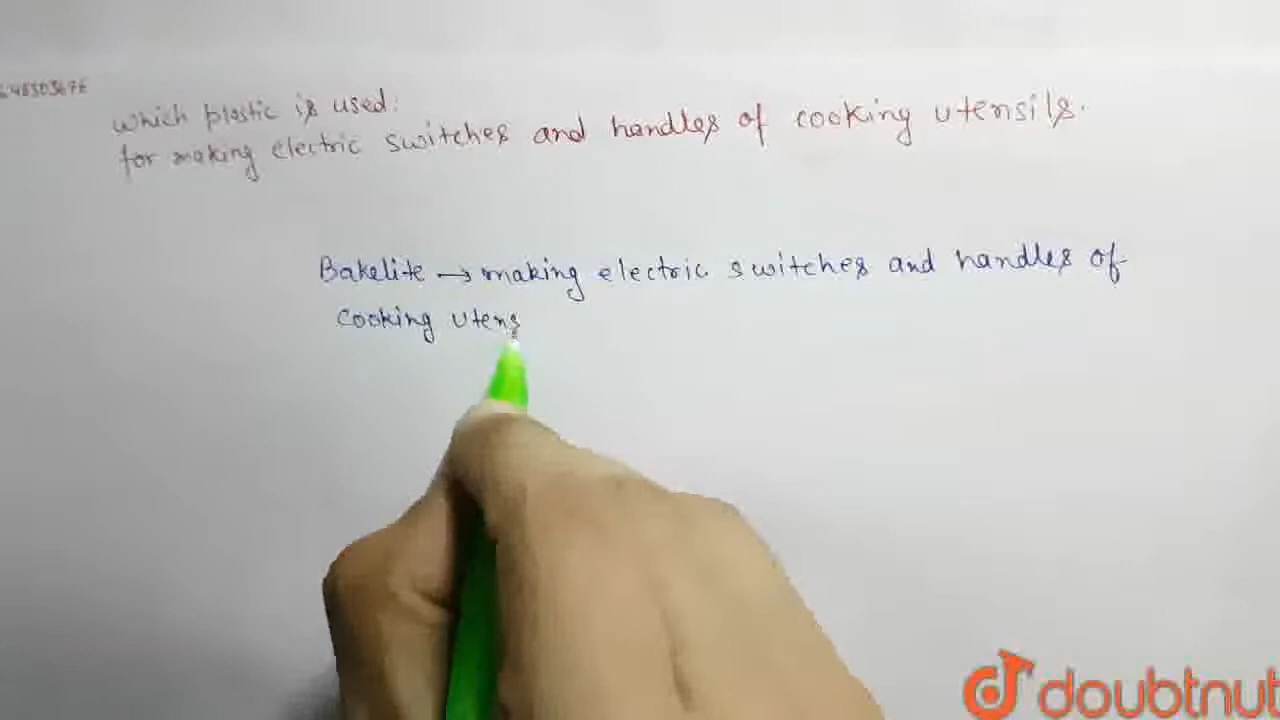 which plastic is used:
for making electric switches and handles of cooking utensils.
Bakelite → making electric switches and handles of
cooking utens
doubtnut